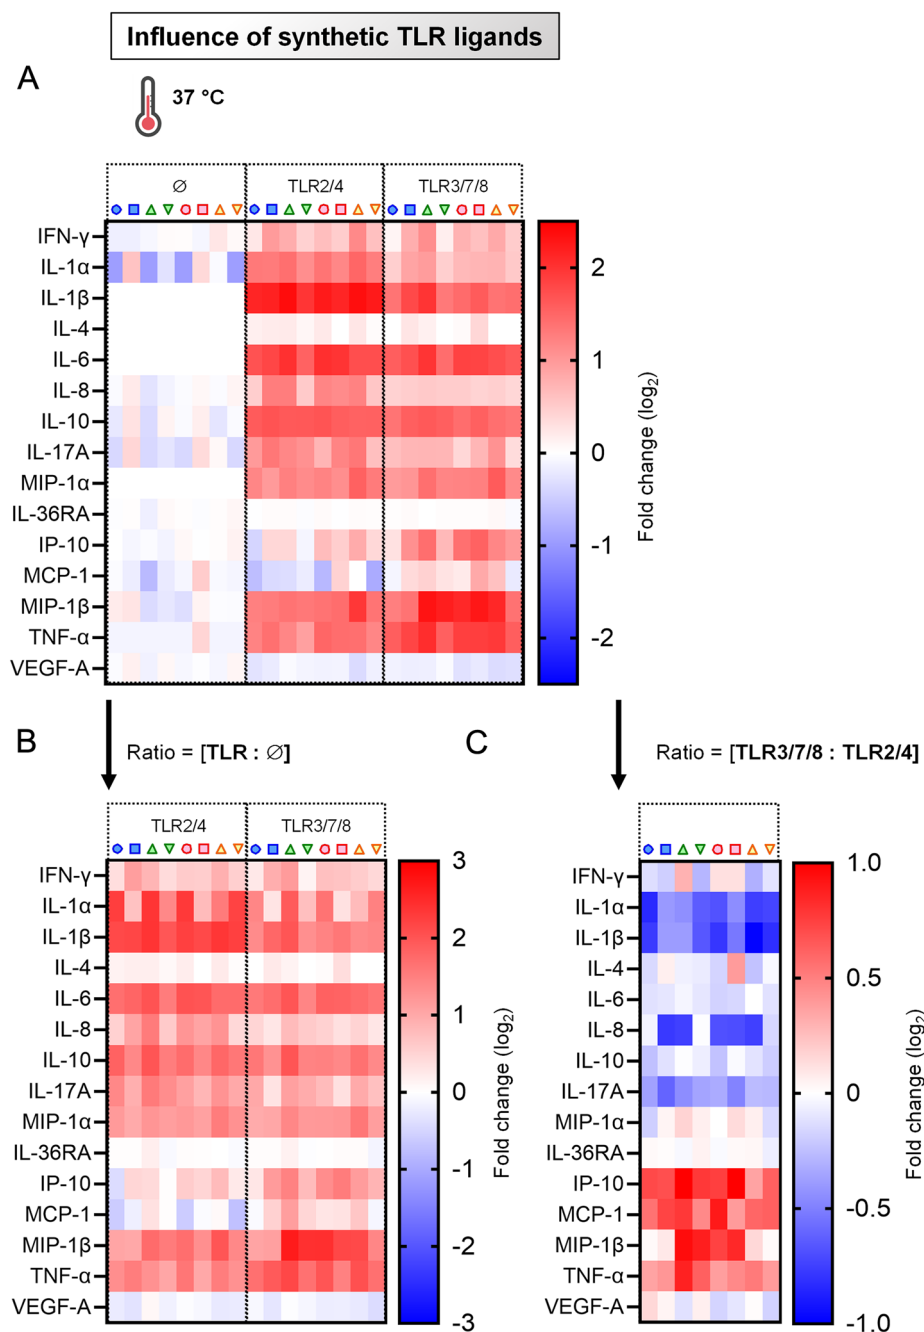 Influence of synthetic TLR ligands
A
37 °C
∅ TLR2/4 TLR3/7/8
IFN-γ
IL-1α
IL-1β
IL-4
IL-6
IL-8
IL-10
IL-17A
MIP-1α
IL-36RA
IP-10
MCP-1
MIP-1β
TNF-α
VEGF-A
2
1
0
-1
-2
Fold change (log₂)
B
Ratio = [TLR : ∅]
TLR2/4 TLR3/7/8
IFN-γ
IL-1α
IL-1β
IL-4
IL-6
IL-8
IL-10
IL-17A
MIP-1α
IL-36RA
IP-10
MCP-1
MIP-1β
TNF-α
VEGF-A
3
2
1
0
-1
-2
-3
Fold change (log₂)
C
Ratio = [TLR3/7/8 : TLR2/4]
IFN-γ
IL-1α
IL-1β
IL-4
IL-6
IL-8
IL-10
IL-17A
MIP-1α
IL-36RA
IP-10
MCP-1
MIP-1β
TNF-α
VEGF-A
1.0
0.5
0
-0.5
-1.0
Fold change (log₂)